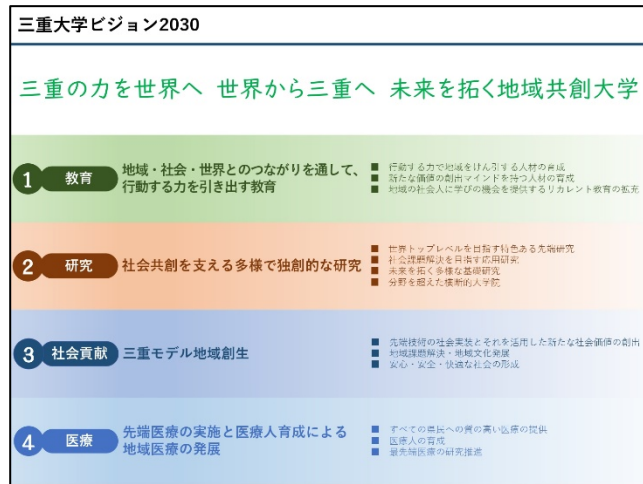 三重大学ビジョン2030
三重の力を世界へ 世界から三重へ 未来を拓く地域共創大学
1 教育
地域・社会・世界とのつながりを通して、
行動する力を引き出す教育
■ 行動する力で地域をけん引する人材の育成
■ 新たな価値の創出マインドを持つ人材の育成
■ 地域の社会人に学びの機会を提供するリカレント教育の拡充
2 研究
社会共創を支える多様で独創的な研究
■ 世界トップレベルを目指す特色ある先端研究
■ 社会課題解決を目指す応用研究
■ 未来を拓く多様な基礎研究
■ 分野を超えた横断的大学院
3 社会貢献
三重モデル地域創生
■ 先端技術の社会実装とそれを活用した新たな社会価値の創出
■ 地域課題解決・地域文化発展
■ 安心・安全・快適な社会の形成
4 医療
先端医療の実施と医療人育成による
地域医療の発展
■ すべての県民への質の高い医療の提供
■ 医療人の育成
■ 最先端医療の研究推進